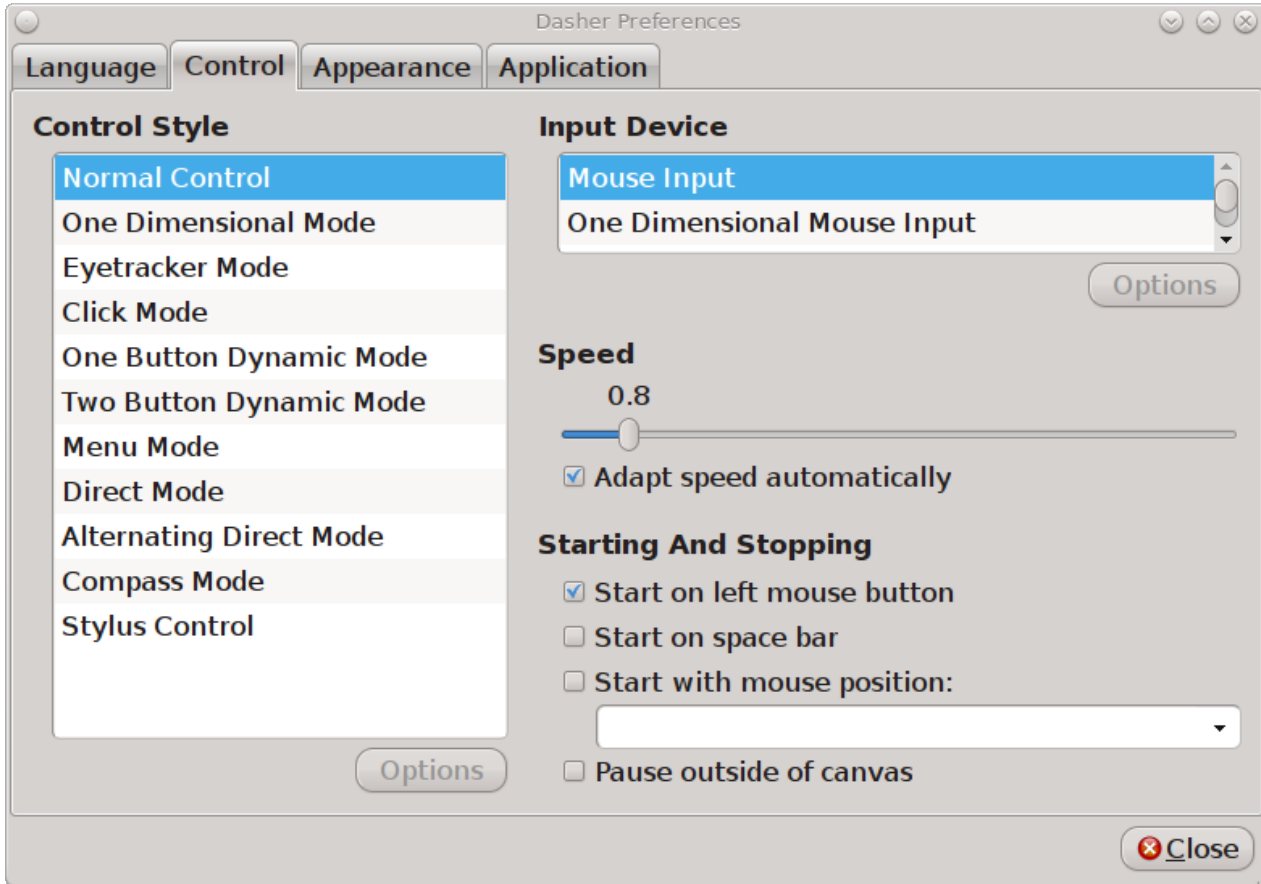 Dasher Preferences
Language Control Appearance Application
Control Style
Normal Control
One Dimensional Mode
Eyetracker Mode
Click Mode
One Button Dynamic Mode
Two Button Dynamic Mode
Menu Mode
Direct Mode
Alternating Direct Mode
Compass Mode
Stylus Control
Options
Input Device
Mouse Input
One Dimensional Mouse Input
Options
Speed
0.8
Adapt speed automatically
Starting And Stopping
Start on left mouse button
Start on space bar
Start with mouse position:
Pause outside of canvas
Close